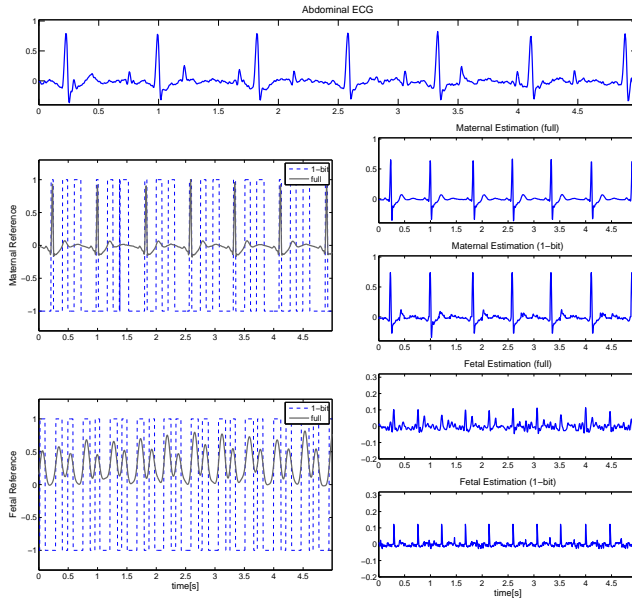 Abdominal ECG
1
0.5
0
0 0.5 1 1.5 2 2.5 3 3.5 4 4.5
Maternal Reference
1
0.5
0
−0.5
−1
1−bit
full
0 0.5 1 1.5 2 2.5 3 3.5 4 4.5
Maternal Estimation (full)
1
0.5
0
0 0.5 1 1.5 2 2.5 3 3.5 4 4.5
Maternal Estimation (1−bit)
1
0.5
0
0 0.5 1 1.5 2 2.5 3 3.5 4 4.5
Fetal Reference
1
0.5
0
−0.5
−1
1−bit
full
0 0.5 1 1.5 2 2.5 3 3.5 4 4.5
time[s]
Fetal Estimation (full)
0.3
0.2
0.1
0
−0.1
−0.2
0 0.5 1 1.5 2 2.5 3 3.5 4 4.5
Fetal Estimation (1−bit)
0.3
0.2
0.1
0
−0.1
−0.2
0 0.5 1 1.5 2 2.5 3 3.5 4 4.5
time[s]